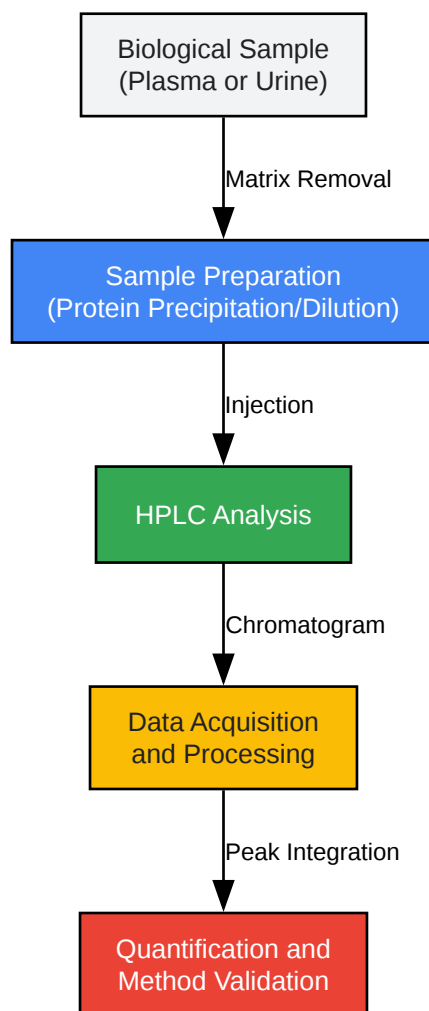 Biological Sample
(Plasma or Urine)
Matrix Removal
Sample Preparation
(Protein Precipitation/Dilution)
Injection
HPLC Analysis
Chromatogram
Data Acquisition
and Processing
Peak Integration
Quantification and
Method Validation